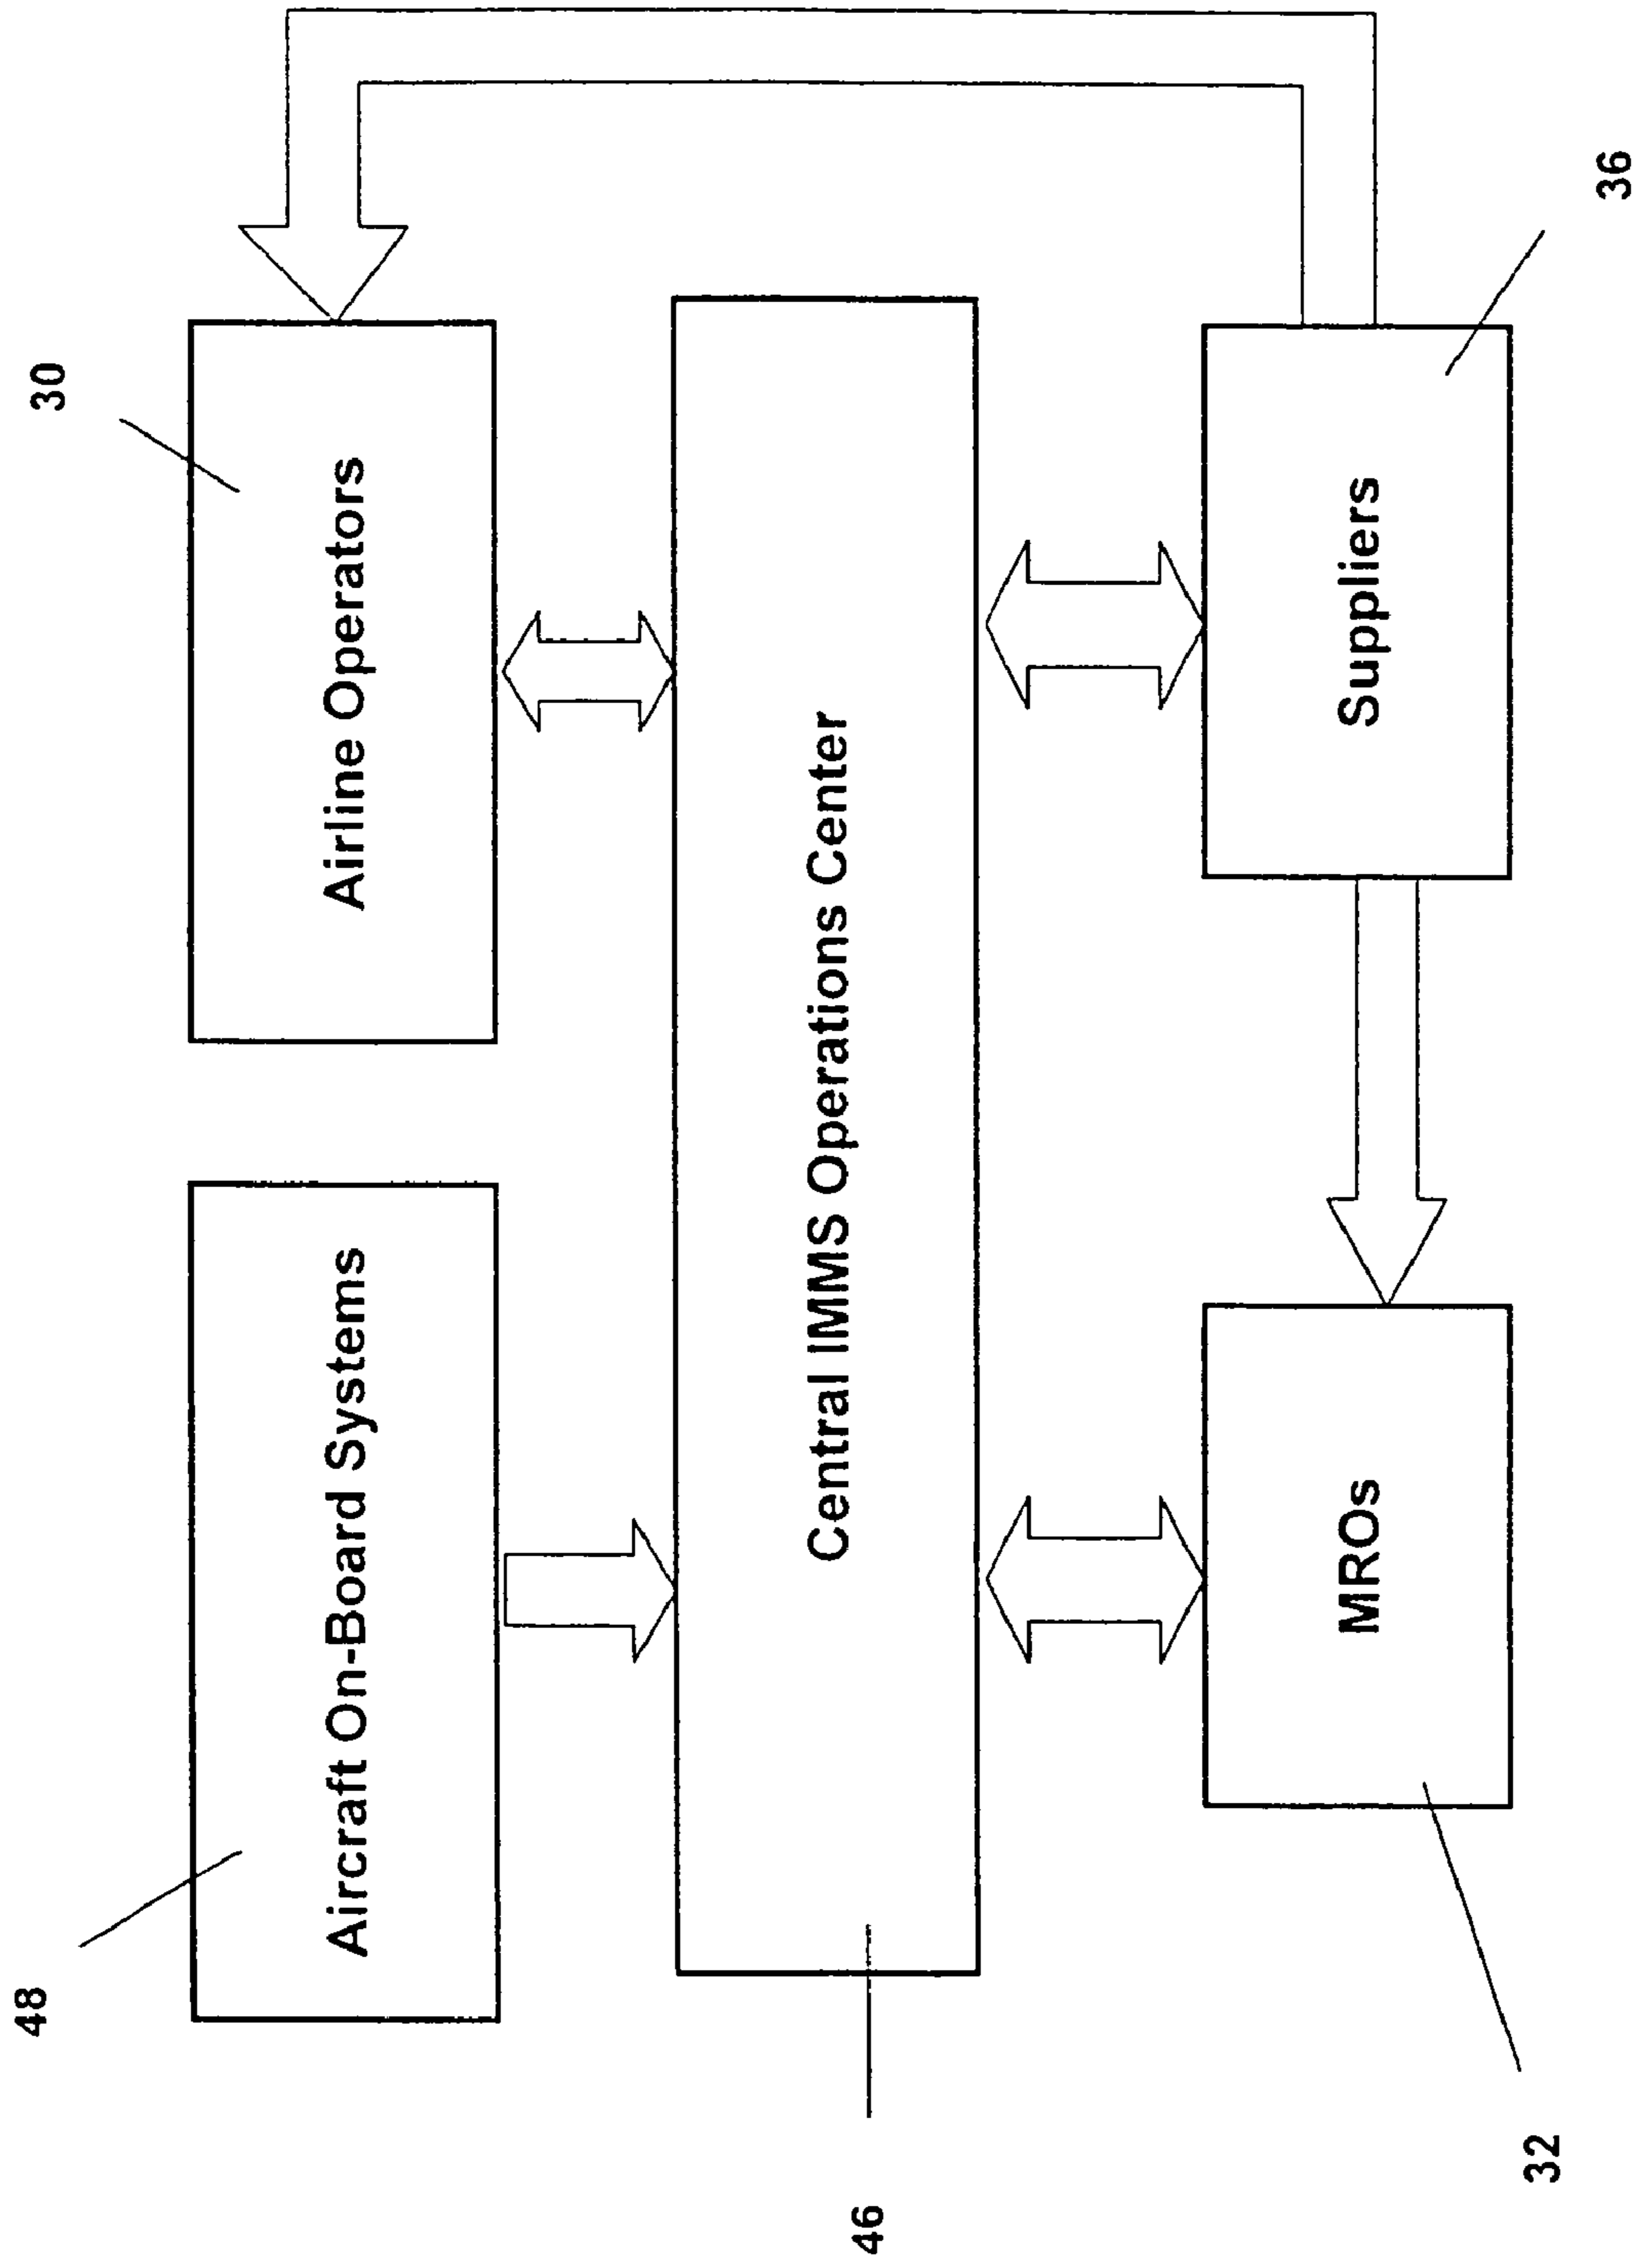 48
30
Aircraft On-Board Systems
Airline Operators
Central IMMS Operations Center
46
MROs
Suppliers
32
36